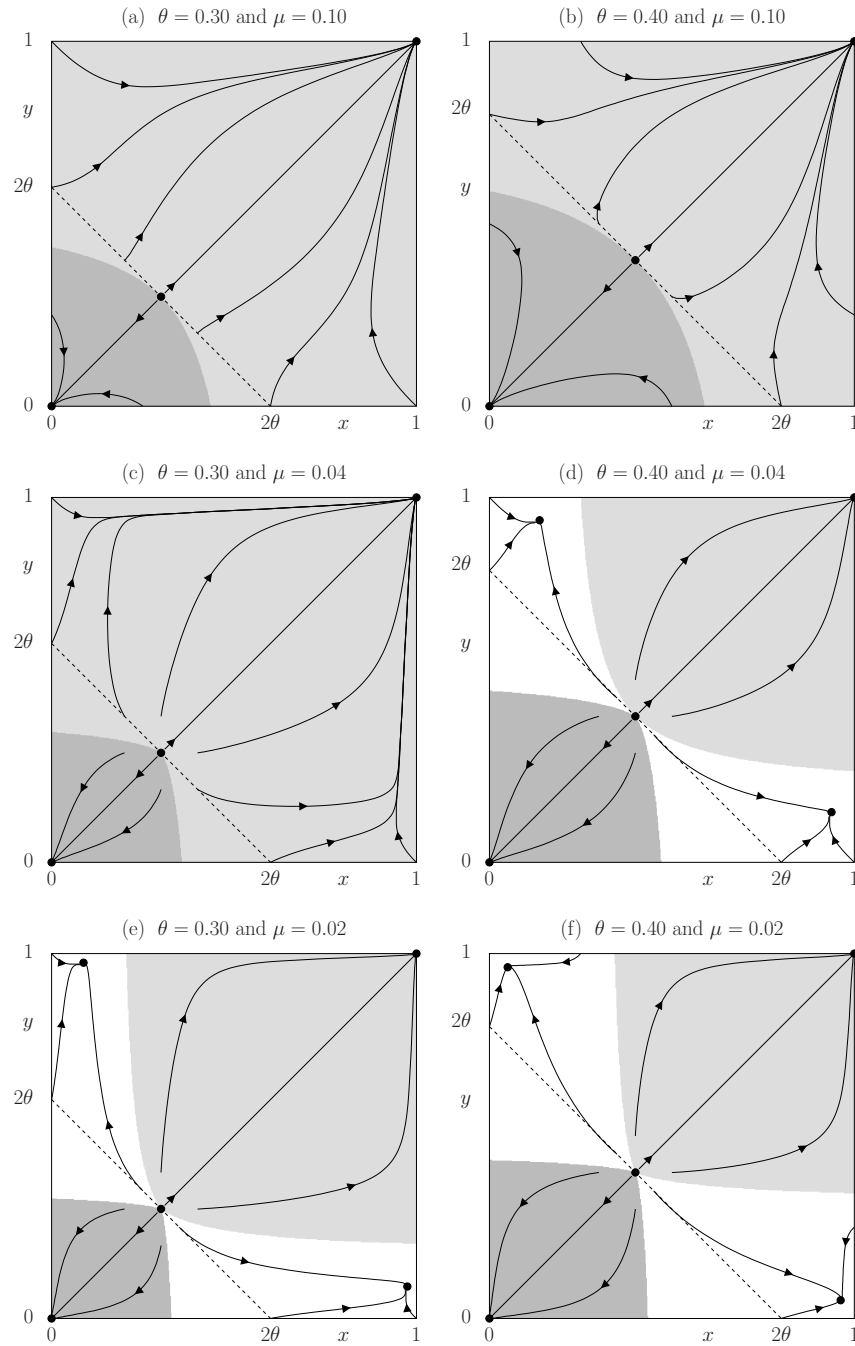 (a) θ = 0.30 and μ = 0.10
1
y
2θ
0
0
2θ
x
1
(b) θ = 0.40 and μ = 0.10
1
2θ
y
0
0
x
2θ
1
(c) θ = 0.30 and μ = 0.04
1
y
2θ
0
0
2θ
x
1
(d) θ = 0.40 and μ = 0.04
1
2θ
y
0
0
x
2θ
1
(e) θ = 0.30 and μ = 0.02
1
y
2θ
0
0
2θ
x
1
(f) θ = 0.40 and μ = 0.02
1
2θ
y
0
0
x
2θ
1